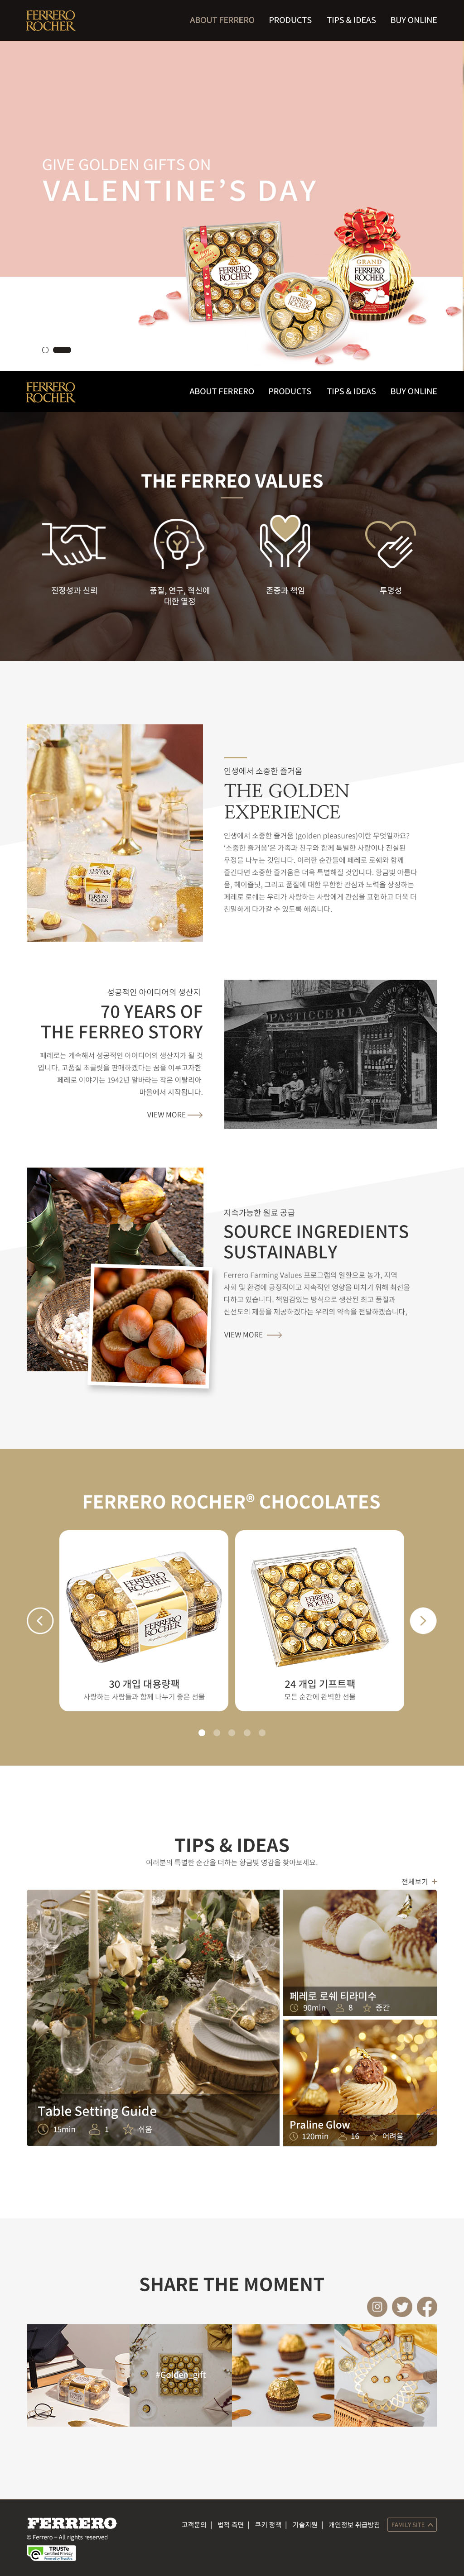 FERRERO
ROCHER
ABOUT FERRERO
PRODUCTS
TIPS & IDEAS
BUY ONLINE
GIVE GOLDEN GIFTS ON
VALENTINE'S DAY
FERRERO
ROCHER
FERRERO
ROCHER
GRAND
FERRERO
ROCHER
FERRERO
ROCHER
ABOUT FERRERO
PRODUCTS
TIPS & IDEAS
BUY ONLINE
THE FERREO VALUES
진정성과 신뢰
품질, 연구, 혁신에
대한 열정
존중과 책임
투명성
인생에서 소중한 즐거움
THE GOLDEN
EXPERIENCE
인생에서 소중한 즐거움 (golden pleasures)이란 무엇일까요?
'소중한 즐거움'은 가족과 친구와 함께 특별한 사랑이나 진실된
우정을 나누는 것입니다. 이러한 순간들에 페레로 로쉐와 함께
즐긴다면 소중한 즐거움은 더욱 특별해질 것입니다. 황금빛 아름다
움, 헤이즐넛, 그리고 품질에 대한 무한한 관심과 노력을 상징하는
페레로 로쉐는 우리가 사랑하는 사람에게 관심을 표현하고 더욱 더
친밀하게 다가갈 수 있도록 해줍니다.
FERRERO
ROCHER
성공적인 아이디어의 생산지
70 YEARS OF
THE FERREO STORY
페레로는 계속해서 성공적인 아이디어의 생산지가 될 것
입니다. 고품질 초콜릿을 판매하겠다는 꿈을 이루고자한
페레로 이야기는 1942년 알바라는 작은 이탈리아
마을에서 시작됩니다.
VIEW MORE
PASTICCERIA
지속가능한 원료 공급
SOURCE INGREDIENTS
SUSTAINABLY
Ferrero Farming Values 프로그램의 일환으로 농가, 지역
사회 및 환경에 긍정적이고 지속적인 영향을 미치기 위해 최선을
다하고 있습니다. 책임감있는 방식으로 생산된 최고 품질과
신선도의 제품을 제공하겠다는 우리의 약속을 전달하겠습니다.
VIEW MORE
FERRERO ROCHER® CHOCOLATES
FERRERO
ROCHER
FERRERO
ROCHER
FERRERO
ROCHER
30 개입 대용량팩
사랑하는 사람들과 함께 나누기 좋은 선물
24 개입 기프트팩
모든 순간에 완벽한 선물
TIPS & IDEAS
여러분의 특별한 순간을 더하는 황금빛 영감을 찾아보세요.
전체보기 +
Table Setting Guide
15min 1 쉬움
페레로 로쉐 티라미수
90min 8 중간
Praline Glow
120min 16 어려움
SHARE THE MOMENT
#Golden_gift
FERRERO
© Ferrero – All rights reserved
TRUSTe
Certified Privacy
Powered by TrustArc
고객문의 | 법적 측면 | 쿠키 정책 | 기술지원 | 개인정보 취급방침
FAMILY SITE